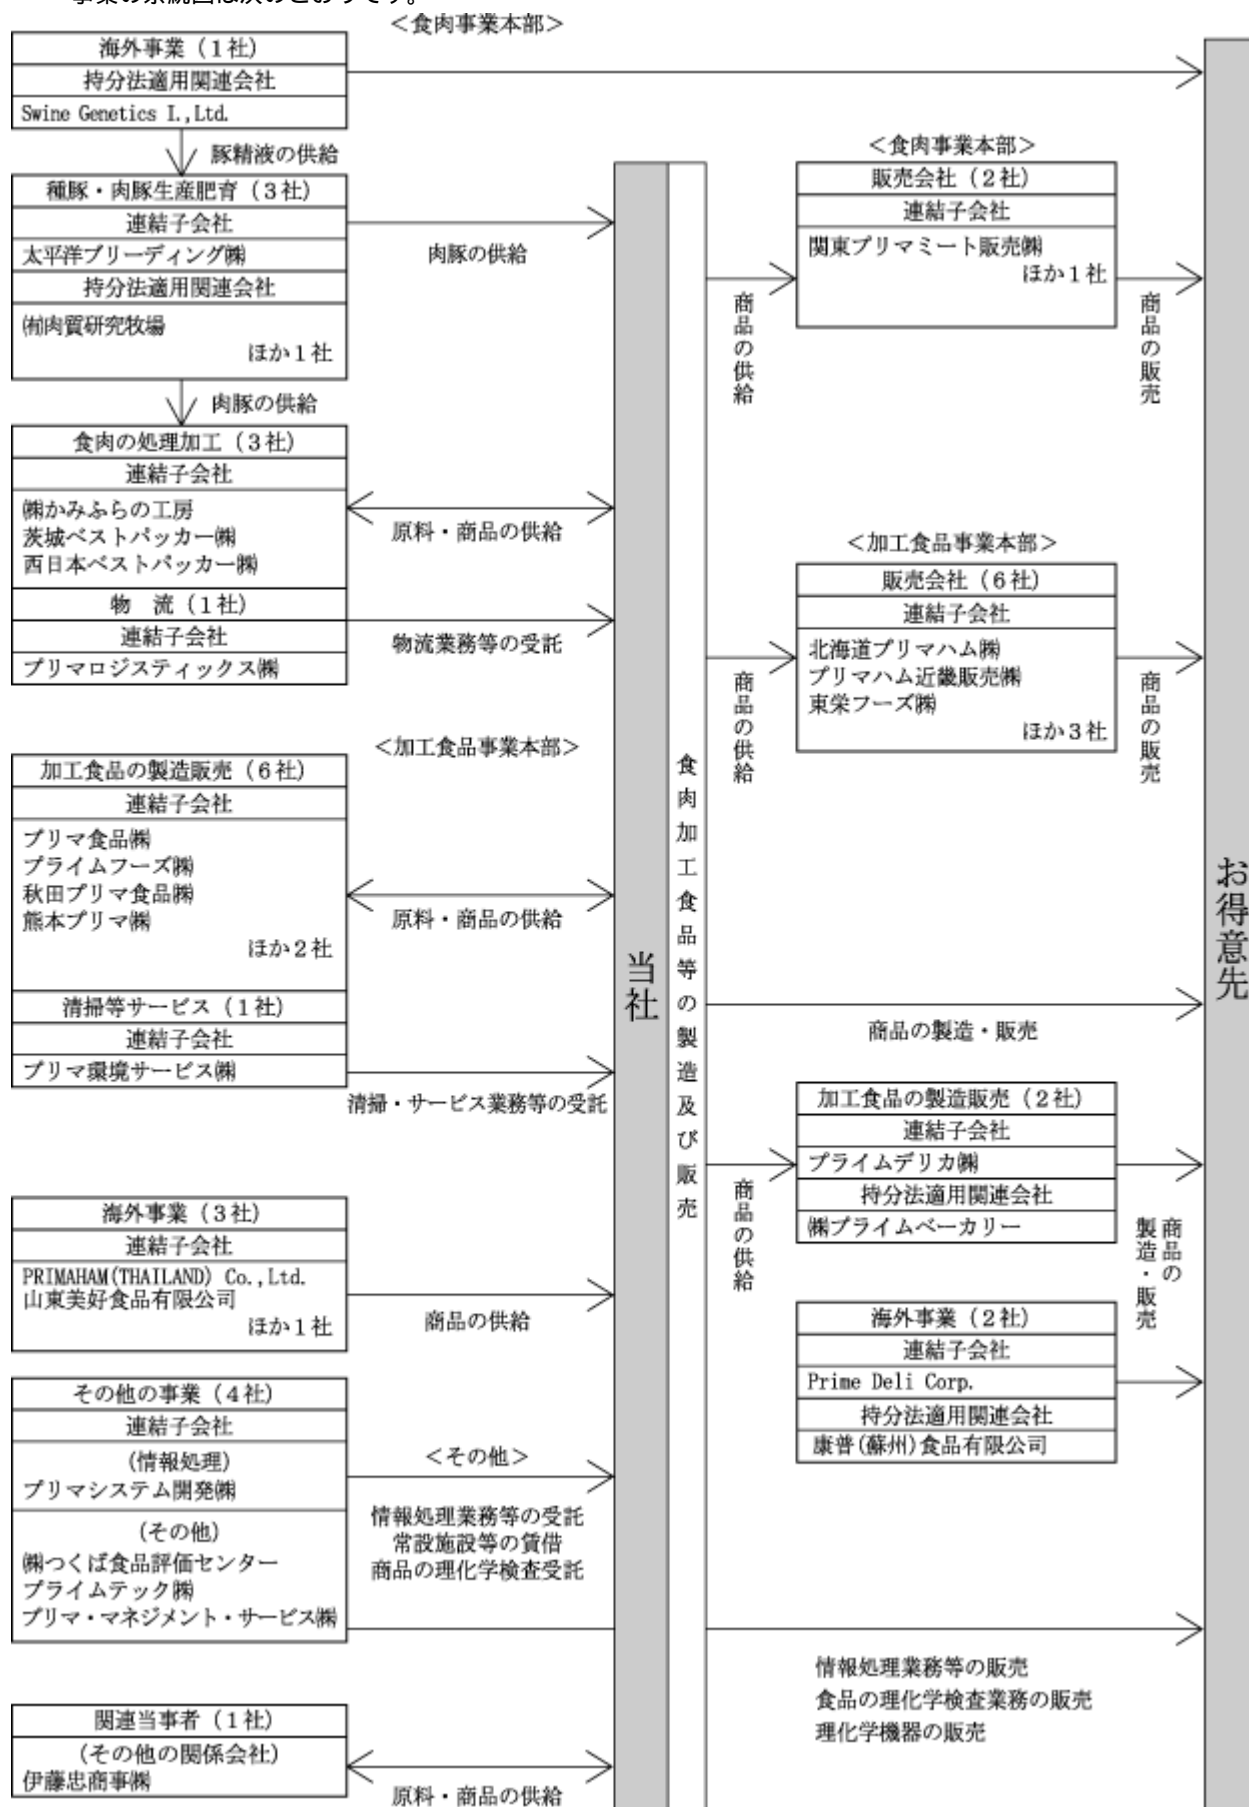 事業の系統図は次のとおりです。
＜食肉事業本部＞
海外事業（１社）
持分法適用関連会社
Swine Genetics I.,Ltd.
豚精液の供給
種豚・肉豚生産肥育（３社）
連結子会社
太平洋ブリーディング㈱
持分法適用関連会社
㈲肉質研究牧場
ほか１社
肉豚の供給
肉豚の供給
食肉の処理加工（３社）
連結子会社
㈱かみふらの工房
茨城ベストパッカー㈱
西日本ベストパッカー㈱
原料・商品の供給
物　流（１社）
連結子会社
プリマロジスティックス㈱
物流業務等の受託
＜加工食品事業本部＞
加工食品の製造販売（６社）
連結子会社
プリマ食品㈱
プライムフーズ㈱
秋田プリマ食品㈱
熊本プリマ㈱
ほか２社
原料・商品の供給
清掃等サービス（１社）
連結子会社
プリマ環境サービス㈱
清掃・サービス業務等の受託
海外事業（３社）
連結子会社
PRIMAHAM(THAILAND) Co.,Ltd.
山東美好食品有限公司
ほか１社
商品の供給
その他の事業（４社）
連結子会社
（情報処理）
プリマシステム開発㈱
（その他）
㈱つくば食品評価センター
プライムテック㈱
プリマ・マネジメント・サービス㈱
＜その他＞
情報処理業務等の受託
常設施設等の賃借
商品の理化学検査受託
関連当事者（１社）
（その他の関係会社）
伊藤忠商事㈱
原料・商品の供給
当社
食肉加工食品等の製造及び販売
＜食肉事業本部＞
販売会社（２社）
連結子会社
関東プリマミート販売㈱
ほか１社
商品の供給
商品の販売
＜加工食品事業本部＞
販売会社（６社）
連結子会社
北海道プリマハム㈱
プリマハム近畿販売㈱
東栄フーズ㈱
ほか３社
商品の供給
商品の販売
商品の製造・販売
加工食品の製造販売（２社）
連結子会社
プライムデリカ㈱
持分法適用関連会社
㈱プライムベーカリー
商品の供給
商品の
製造・販売
海外事業（２社）
連結子会社
Prime Deli Corp.
持分法適用関連会社
康普(蘇州)食品有限公司
情報処理業務等の販売
食品の理化学検査業務の販売
理化学機器の販売
お得意先